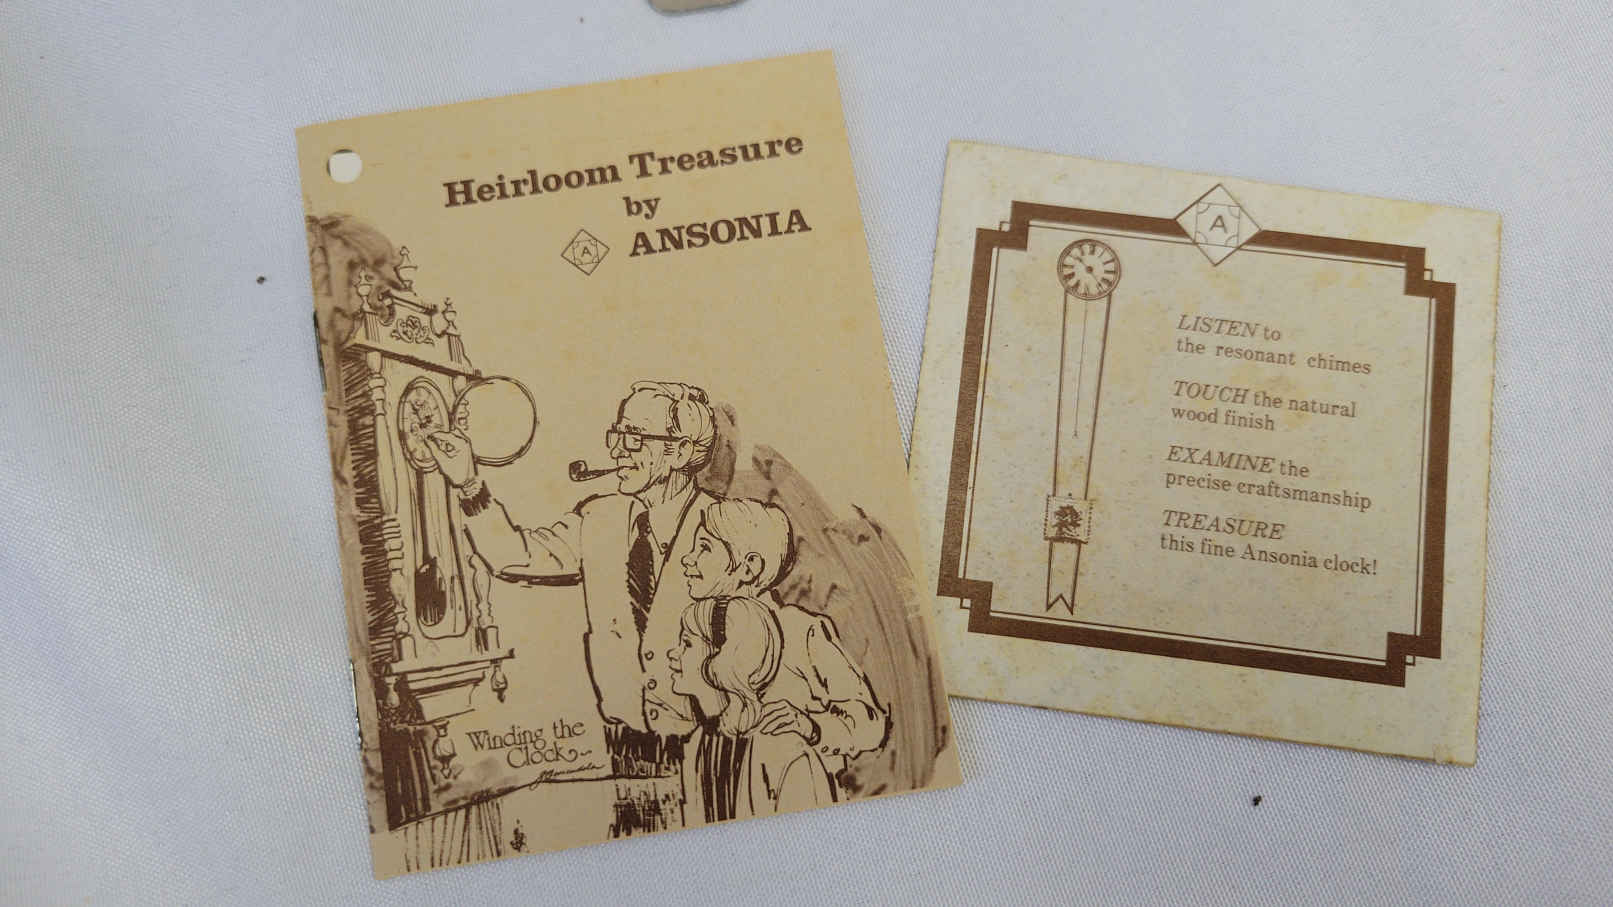 Heirloom Treasure
by
A ANSONIA
Winding the
Clock
A
LISTEN to
the resonant chimes
TOUCH the natural
wood finish
EXAMINE the
precise craftsmanship
TREASURE
this fine Ansonia clock!